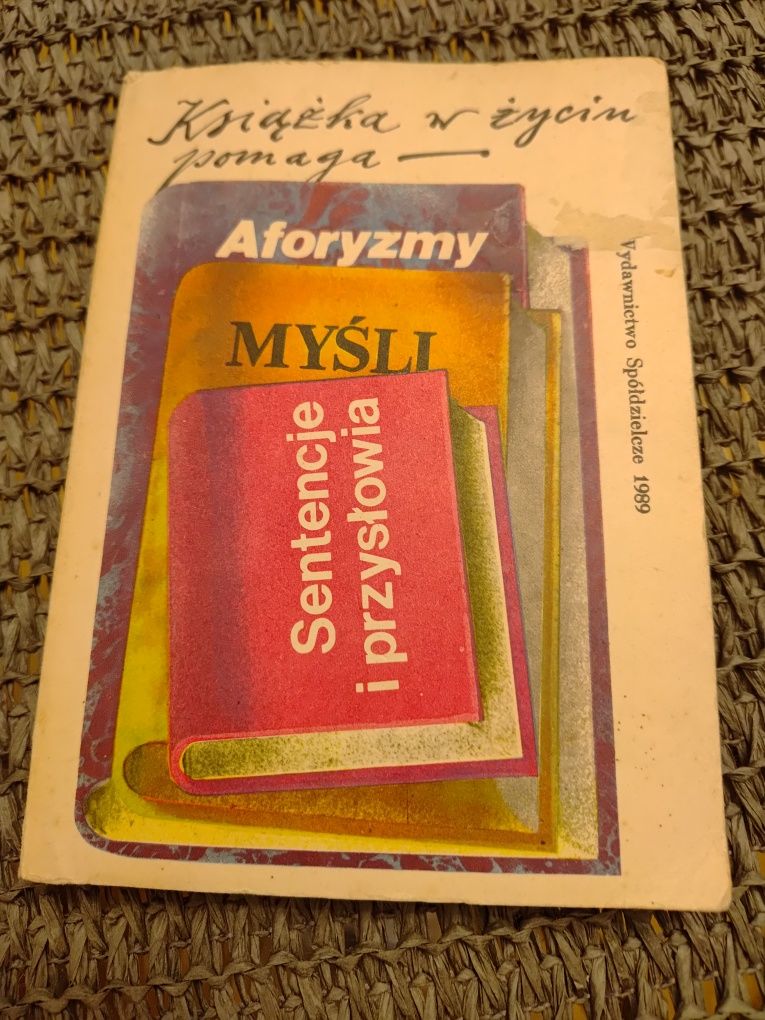 Książka w życiu
pomaga —
Aforyzmy
MYŚLI
Sentencje
i przysłowia
Wydawnictwo Spółdzielcze 1989